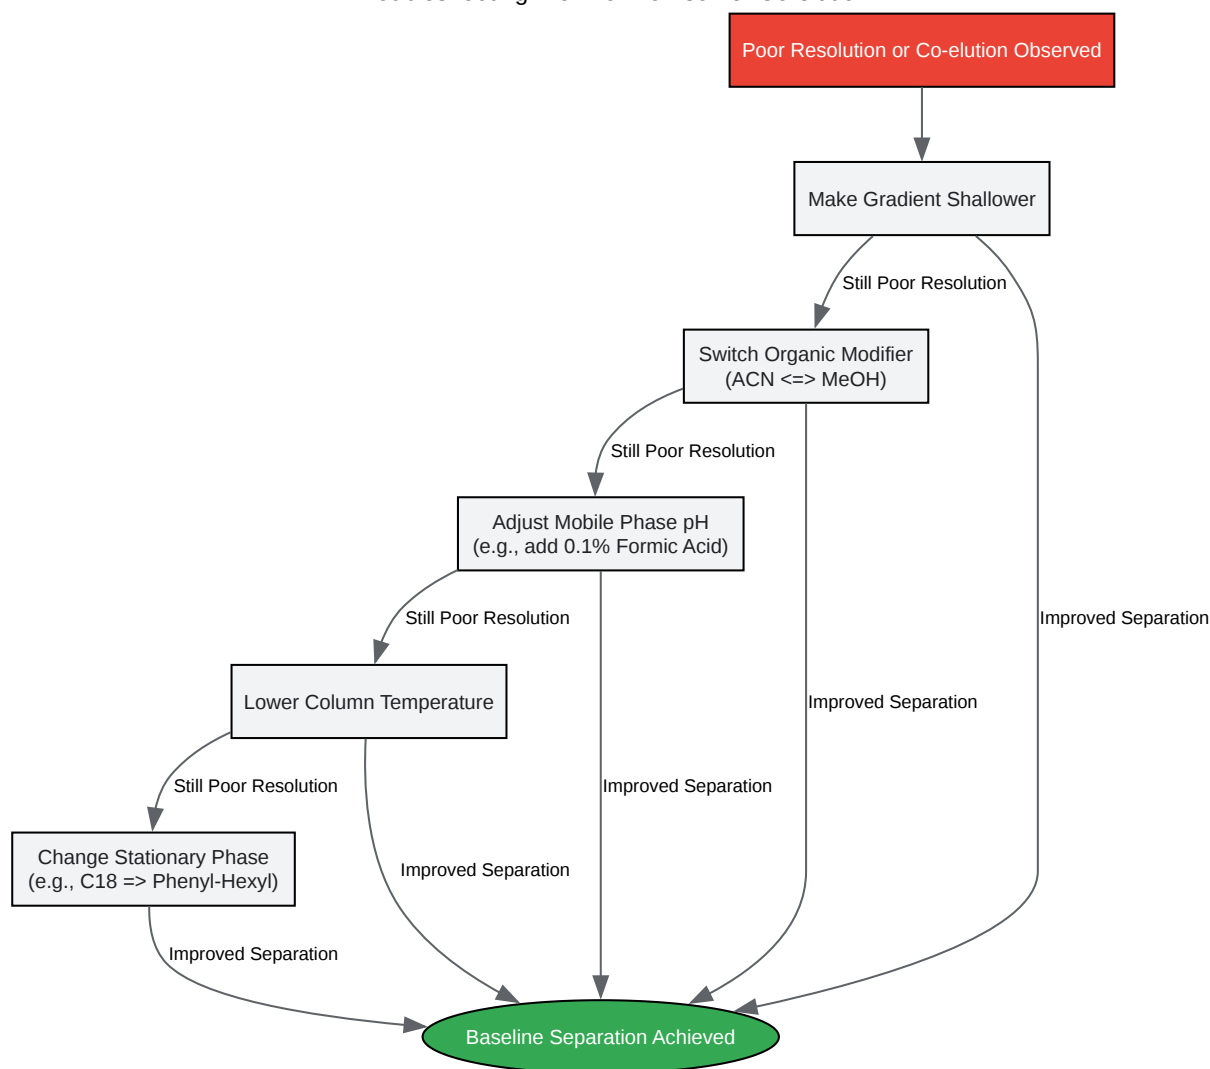 Poor Resolution or Co-elution Observed
Make Gradient Shallower
Still Poor Resolution
Switch Organic Modifier
(ACN <=> MeOH)
Still Poor Resolution
Adjust Mobile Phase pH
(e.g., add 0.1% Formic Acid)
Still Poor Resolution
Improved Separation
Lower Column Temperature
Improved Separation
Still Poor Resolution
Improved Separation
Change Stationary Phase
(e.g., C18 => Phenyl-Hexyl)
Improved Separation
Improved Separation
Baseline Separation Achieved